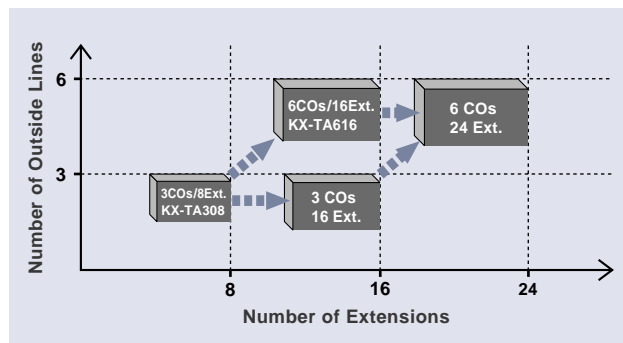 Number of Outside Lines
6
3
6COs/16Ext.
KX-TA616
6 COs
24 Ext.
3COs/8Ext.
KX-TA308
3 COs
16 Ext.
8
16
24
Number of Extensions